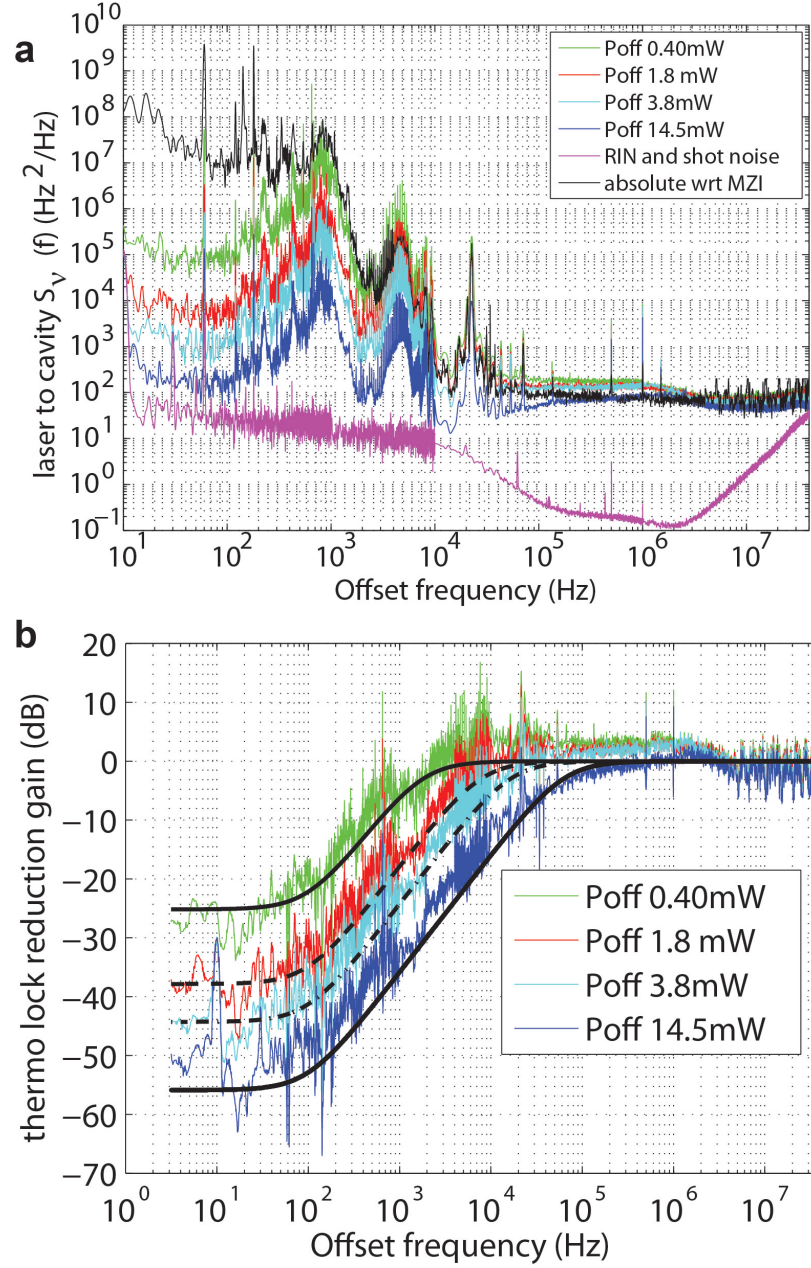 a
10^10
10^9
10^8
10^7
10^6
10^5
10^4
10^3
10^2
10^1
10^0
10^−1
laser to cavity S_ν (f) (Hz^2/Hz)
Poff 0.40mW
Poff 1.8 mW
Poff 3.8mW
Poff 14.5mW
RIN and shot noise
absolute wrt MZI
10^1 10^2 10^3 10^4 10^5 10^6 10^7
Offset frequency (Hz)
b
20
10
0
−10
−20
−30
−40
−50
−60
−70
thermo lock reduction gain (dB)
Poff 0.40mW
Poff 1.8 mW
Poff 3.8mW
Poff 14.5mW
10^0 10^1 10^2 10^3 10^4 10^5 10^6 10^7
Offset frequency (Hz)